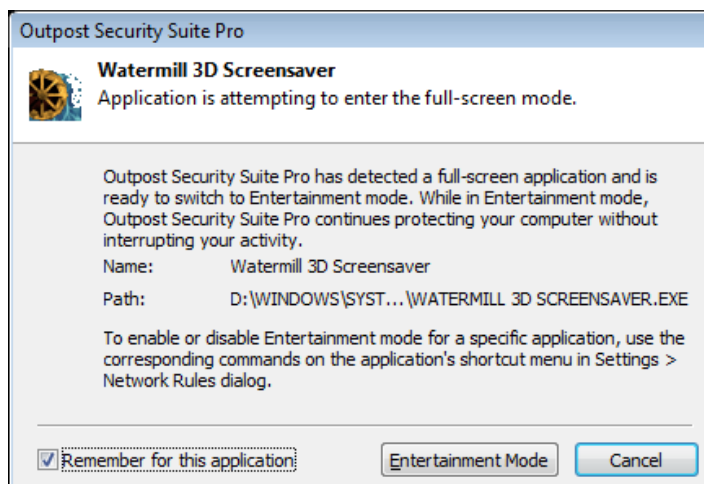 Outpost Security Suite Pro
Watermill 3D Screensaver
Application is attempting to enter the full-screen mode.
Outpost Security Suite Pro has detected a full-screen application and is
ready to switch to Entertainment mode. While in Entertainment mode,
Outpost Security Suite Pro continues protecting your computer without
interrupting your activity.
Name: Watermill 3D Screensaver
Path: D:\WINDOWS\SYST...\WATERMILL 3D SCREENSAVER.EXE
To enable or disable Entertainment mode for a specific application, use the
corresponding commands on the application's shortcut menu in Settings >
Network Rules dialog.
Remember for this application Entertainment Mode Cancel